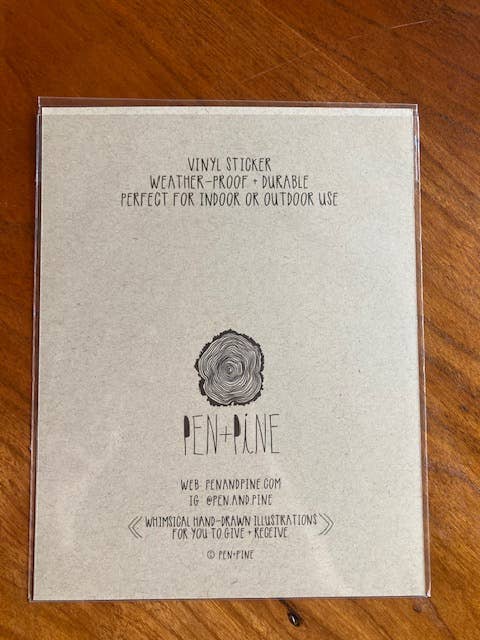 VINYL STICKER
WEATHER-PROOF + DURABLE
PERFECT FOR INDOOR OR OUTDOOR USE
PEN+PiNE
WEB: PENANDPINE.COM
IG: @PEN.AND.PINE
WHIMSICAL HAND-DRAWN ILLUSTRATIONS
FOR YOU TO GIVE + RECEIVE
© PEN+PINE